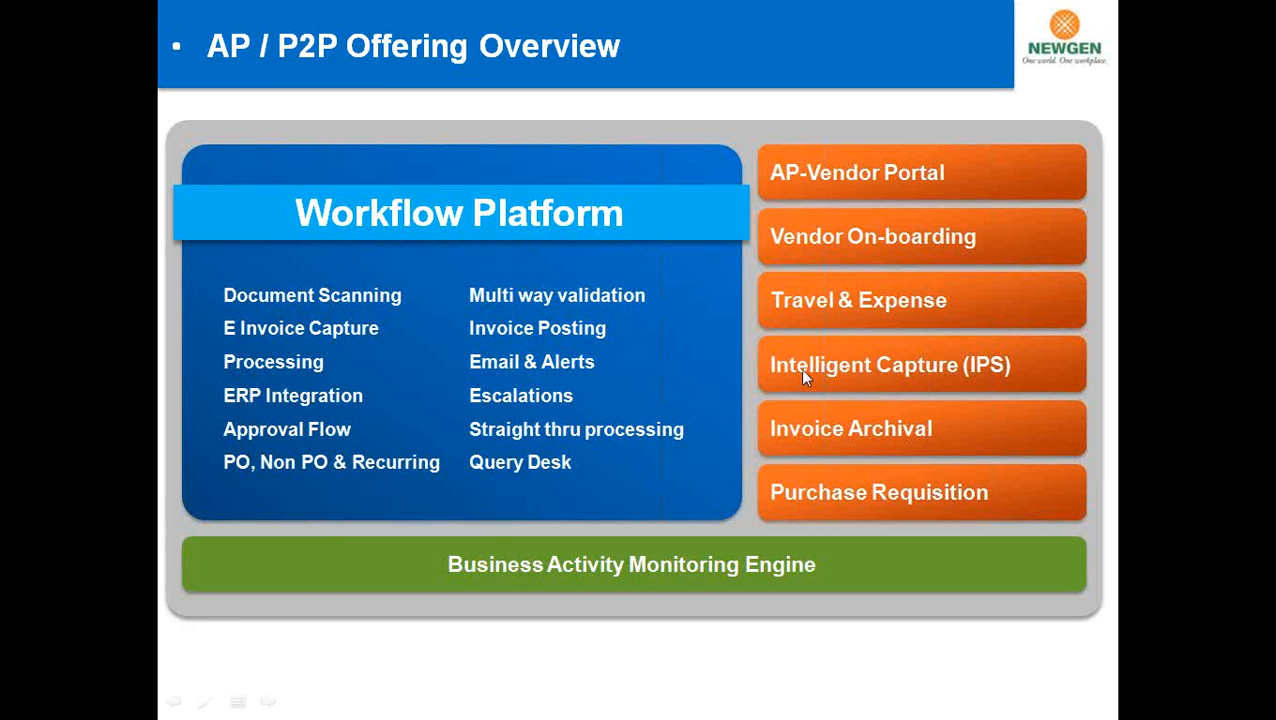 • AP / P2P Offering Overview
NEWGEN
One world. One workplace.
Workflow Platform
Document Scanning
E Invoice Capture
Processing
ERP Integration
Approval Flow
PO, Non PO & Recurring
Multi way validation
Invoice Posting
Email & Alerts
Escalations
Straight thru processing
Query Desk
AP-Vendor Portal
Vendor On-boarding
Travel & Expense
Intelligent Capture (IPS)
Invoice Archival
Purchase Requisition
Business Activity Monitoring Engine